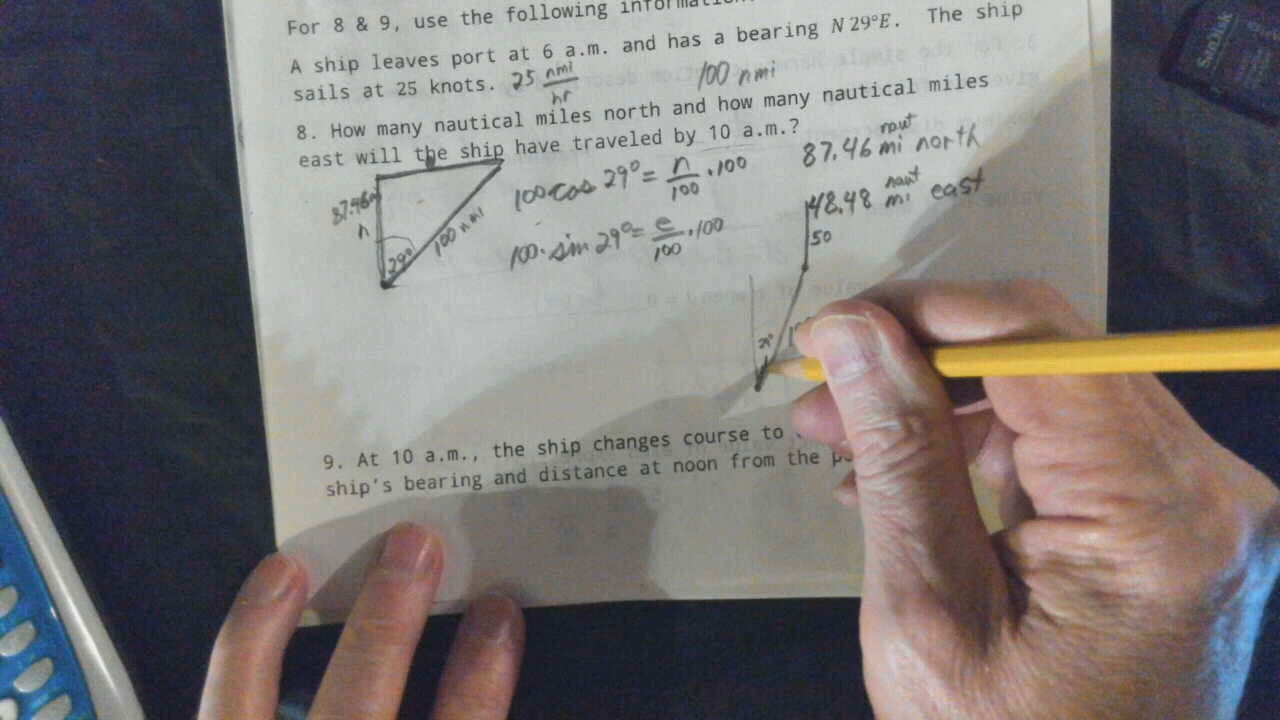 For 8 & 9, use the following information.
A ship leaves port at 6 a.m. and has a bearing N 29°E. The ship
sails at 25 knots. 25 nmi/hr 100 nmi
8. How many nautical miles north and how many nautical miles
east will the ship have traveled by 10 a.m.?
87.46 naut mi north
100 cos 29° = n/100 · 100
48.48 naut mi east
100 · sin 29° = e/100 · 100
87.46
n
29°
100 nmi
50
29°
9. At 10 a.m., the ship changes course to
ship's bearing and distance at noon from the
SanDisk